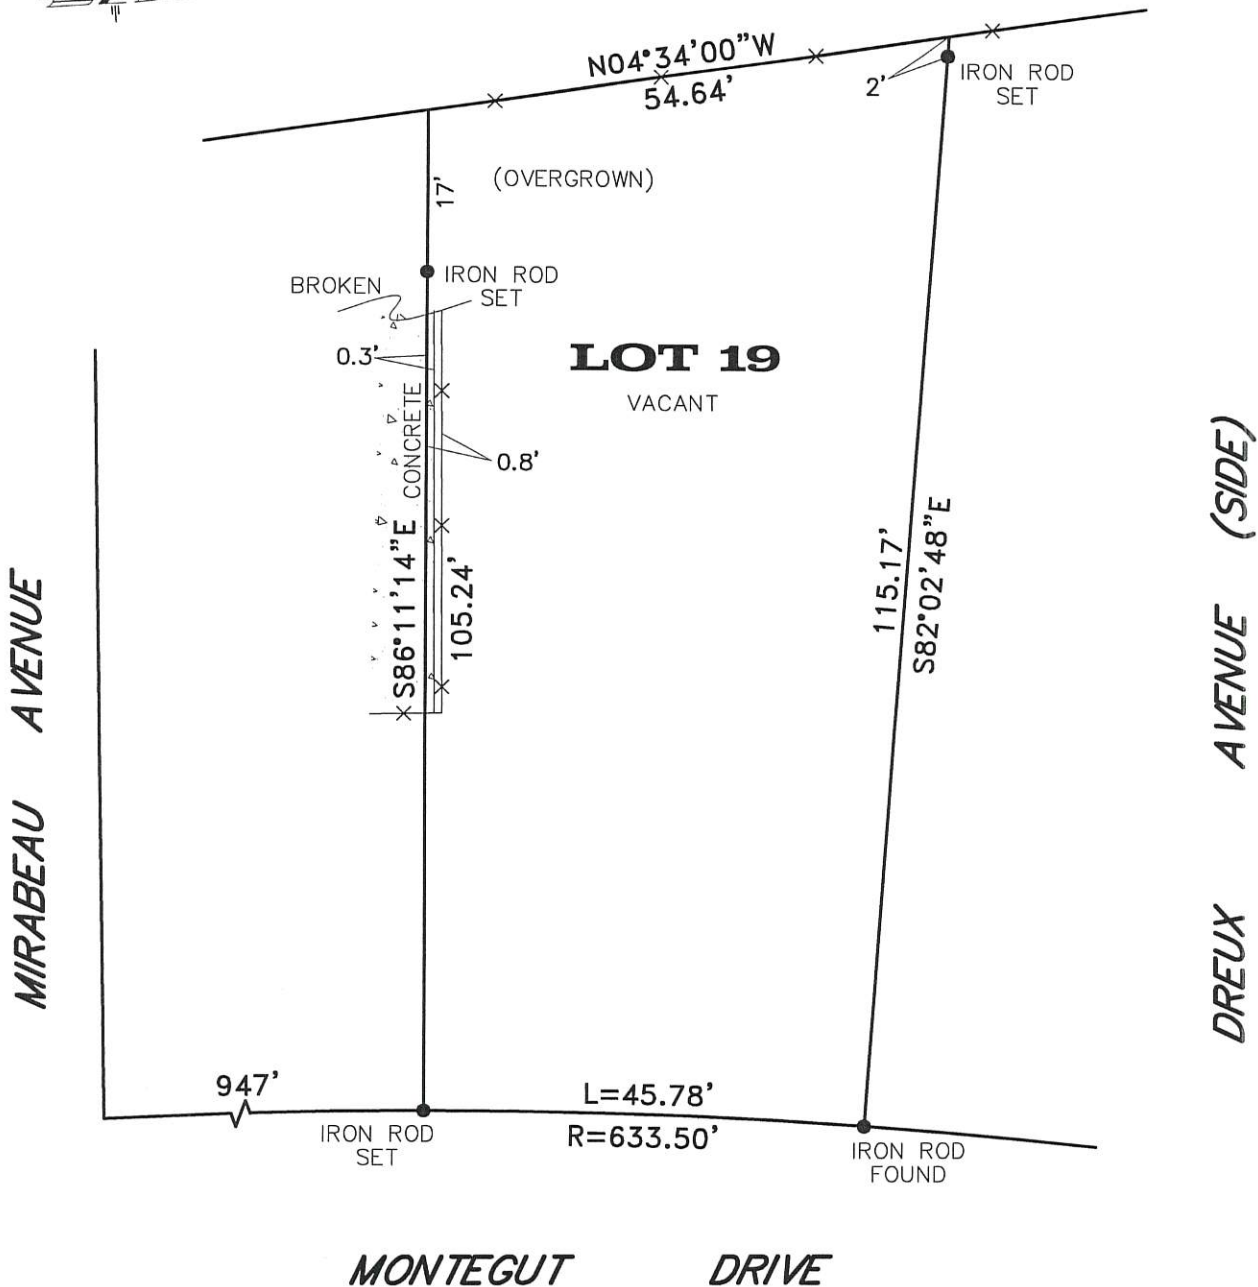 N04°34'00"W
54.64'
2'
IRON ROD
SET
17'
(OVERGROWN)
IRON ROD
SET
BROKEN
0.3'
LOT 19
VACANT
CONCRETE
0.8'
S86°11'14"E
105.24'
115.17'
S82°02'48"E
MIRABEAU AVENUE
DREUX AVENUE (SIDE)
947'
L=45.78'
R=633.50'
IRON ROD
SET
IRON ROD
FOUND
MONTEGUT DRIVE